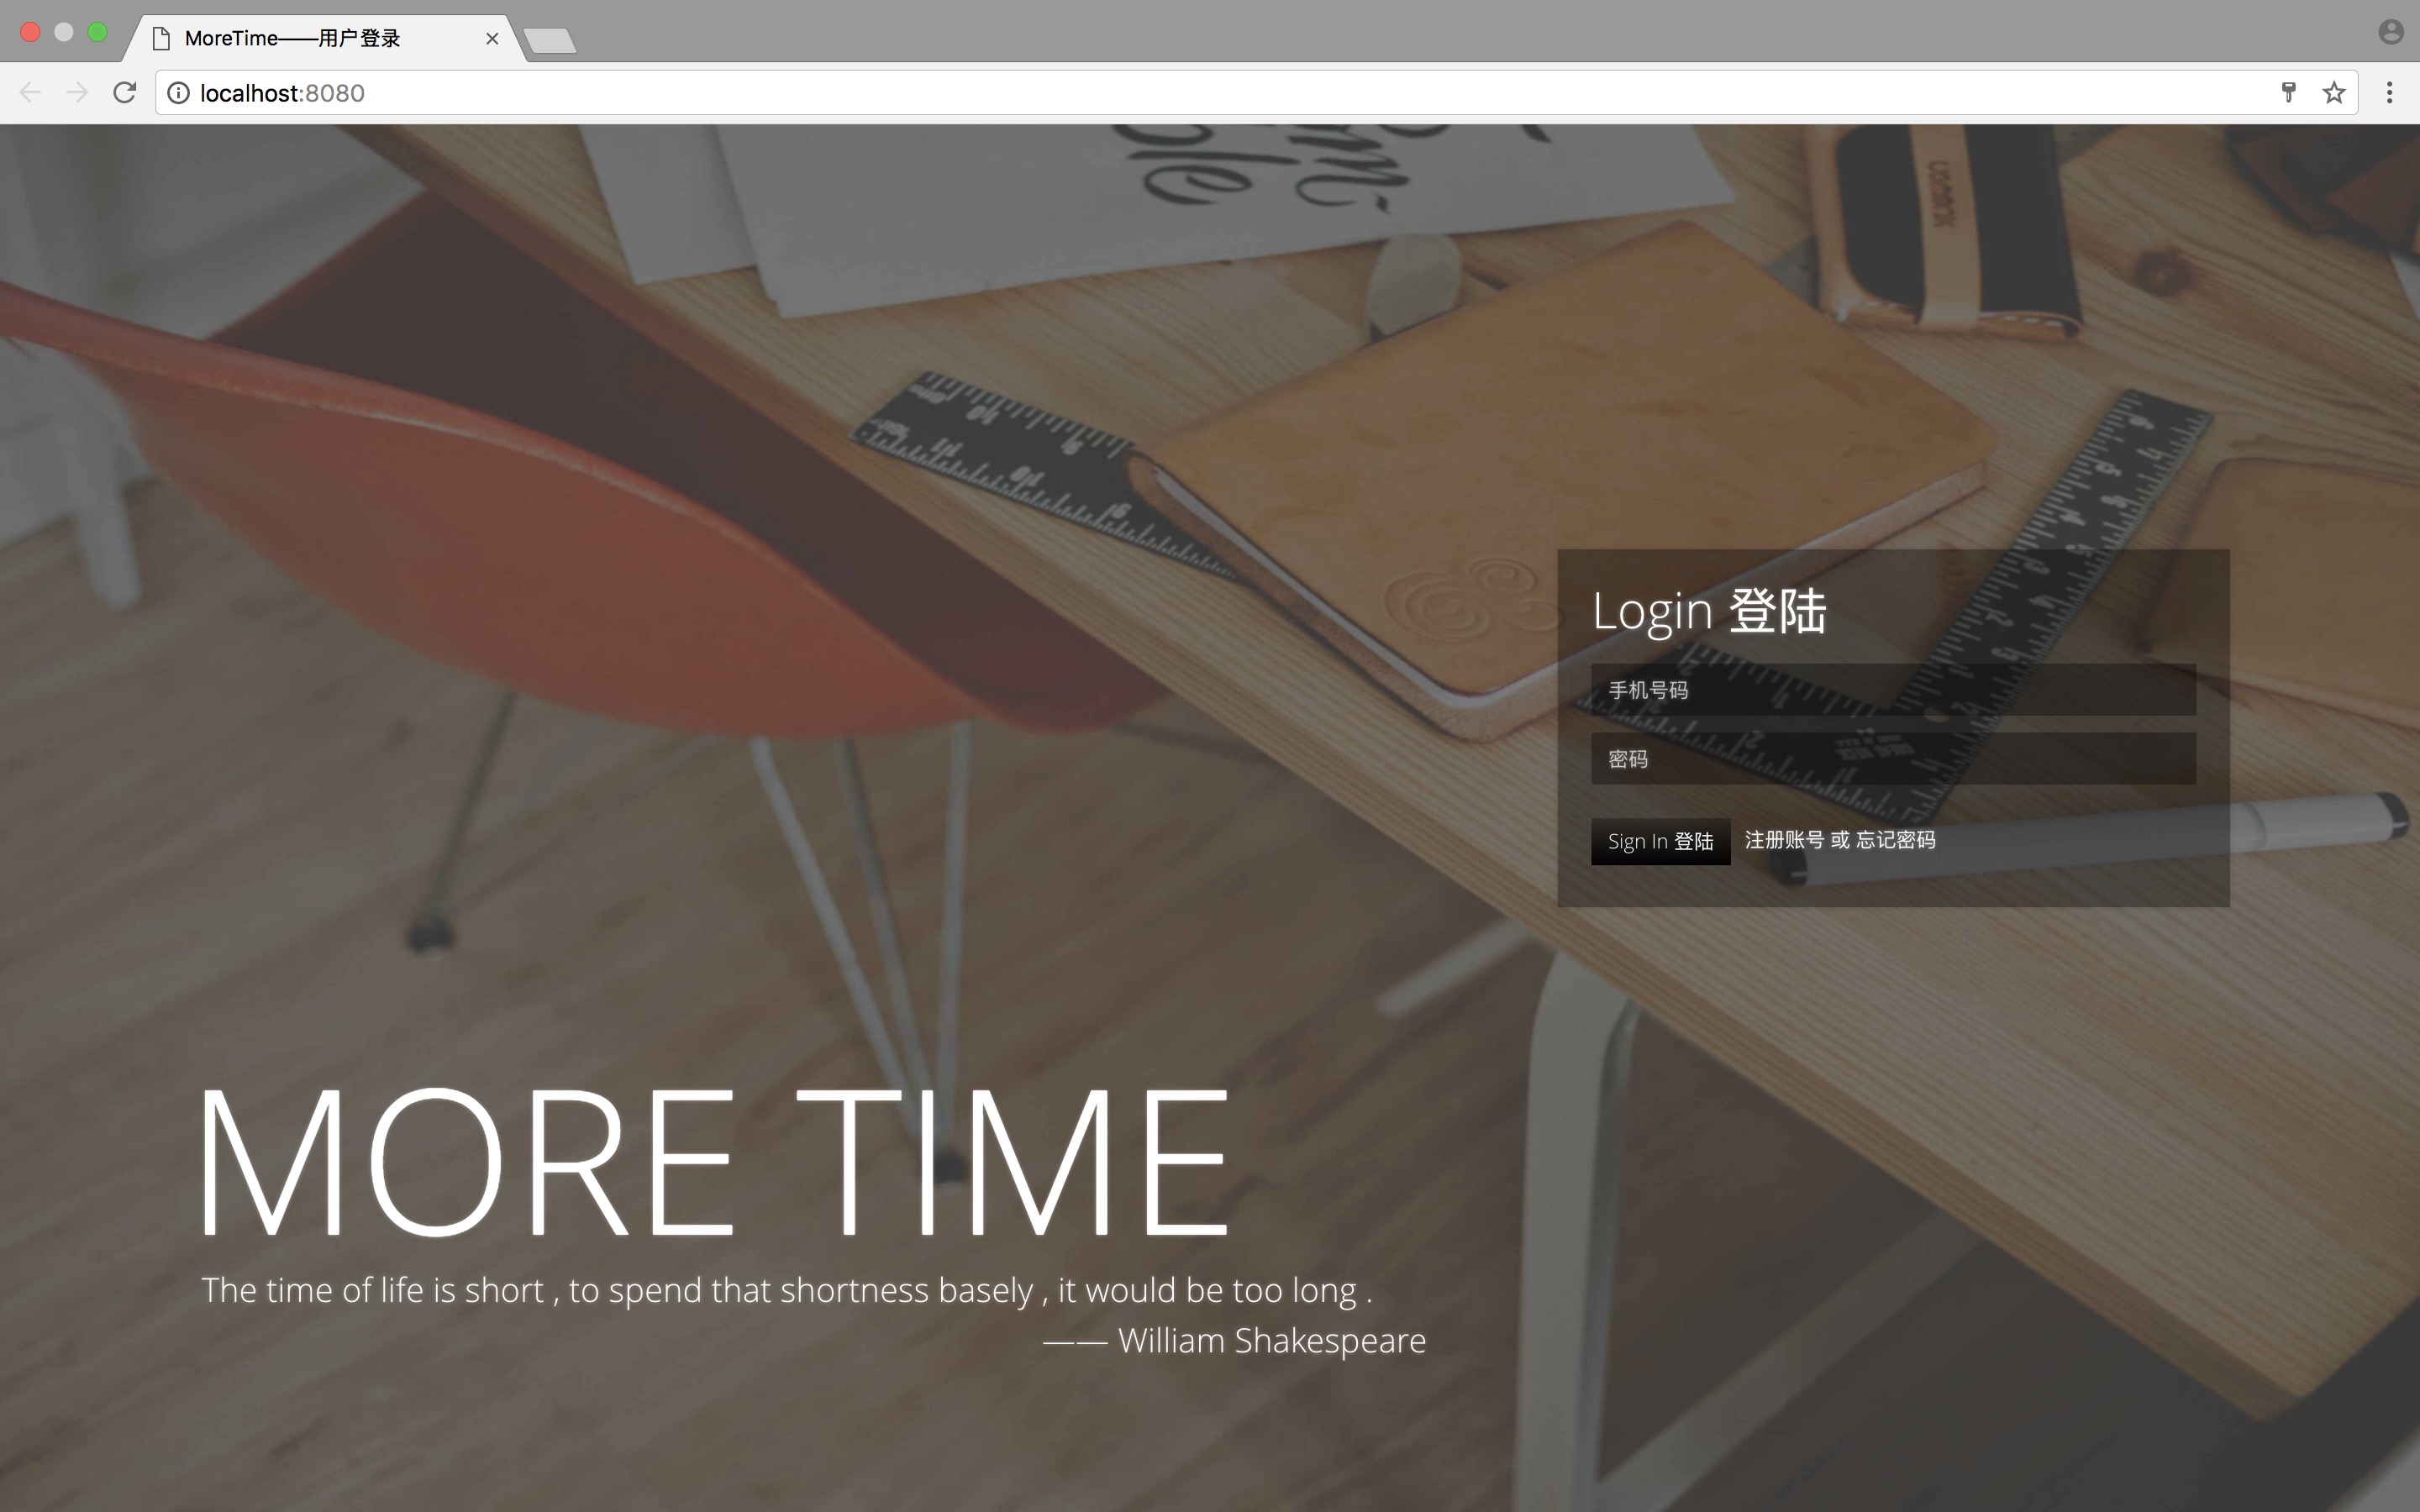 MoreTime——用户登录
localhost:8080
Login 登陆
手机号码
密码
Sign In 登陆 注册账号 或 忘记密码
MORE TIME
The time of life is short , to spend that shortness basely , it would be too long .
—— William Shakespeare